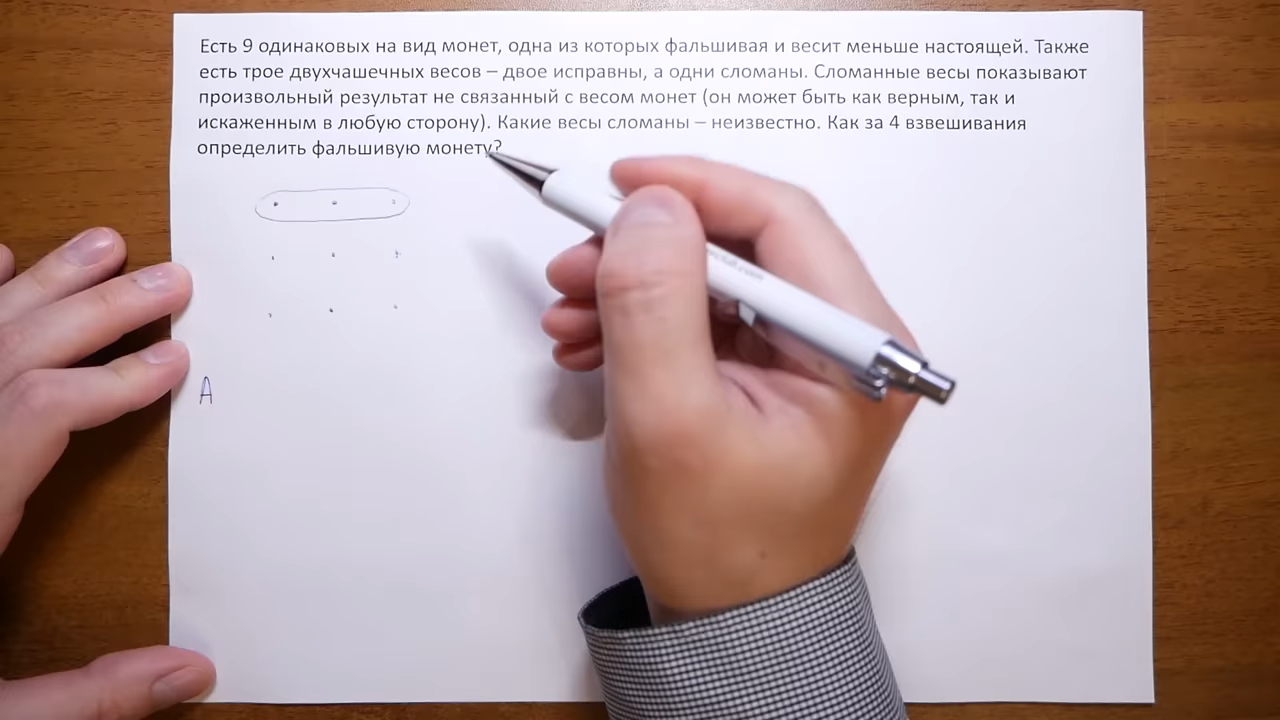 Есть 9 одинаковых на вид монет, одна из которых фальшивая и весит меньше настоящей. Также
есть трое двухчашечных весов – двое исправны, а одни сломаны. Сломанные весы показывают
произвольный результат не связанный с весом монет (он может быть как верным, так и
искаженным в любую сторону). Какие весы сломаны – неизвестно. Как за 4 взвешивания
определить фальшивую монету?
А